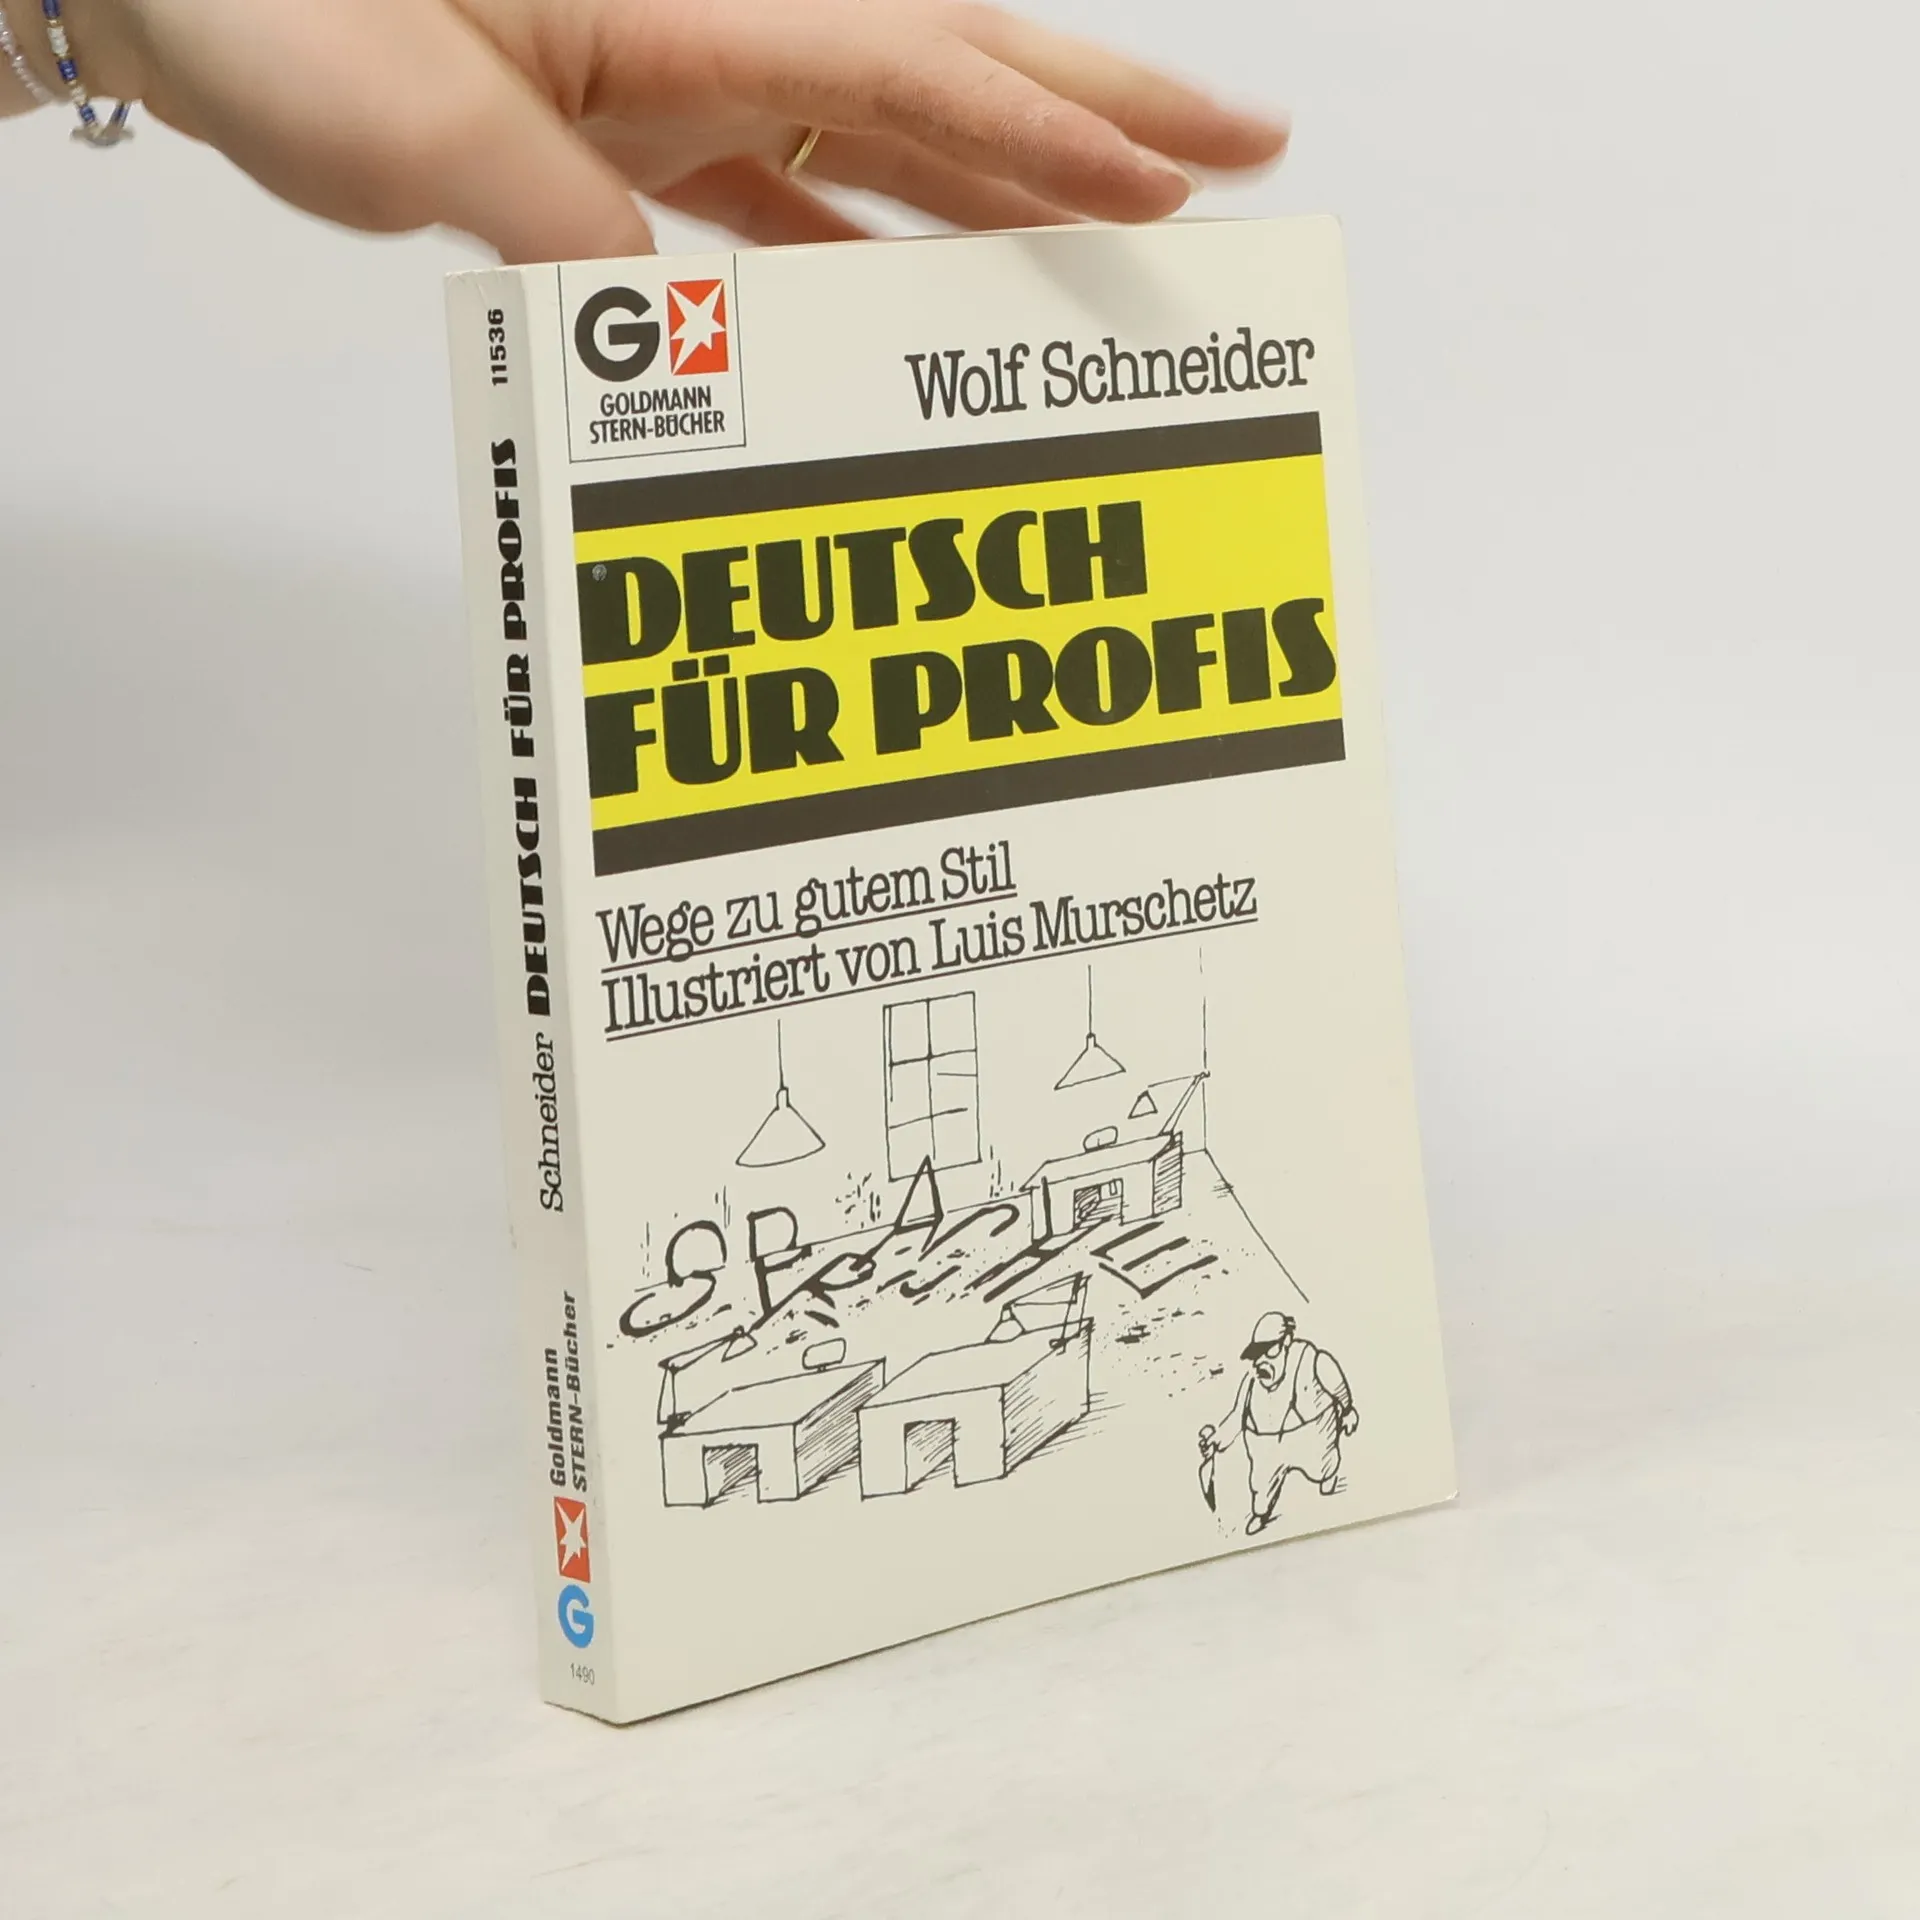 G
GOLDMANN
STERN-BÜCHER
Wolf Schneider
DEUTSCH
FÜR PROFIS
Wege zu gutem Stil
Illustriert von Luis Murschetz
SPRACHE
11536
Schneider DEUTSCH FÜR PROFIS
Goldmann
STERN-BÜCHER
G
1490